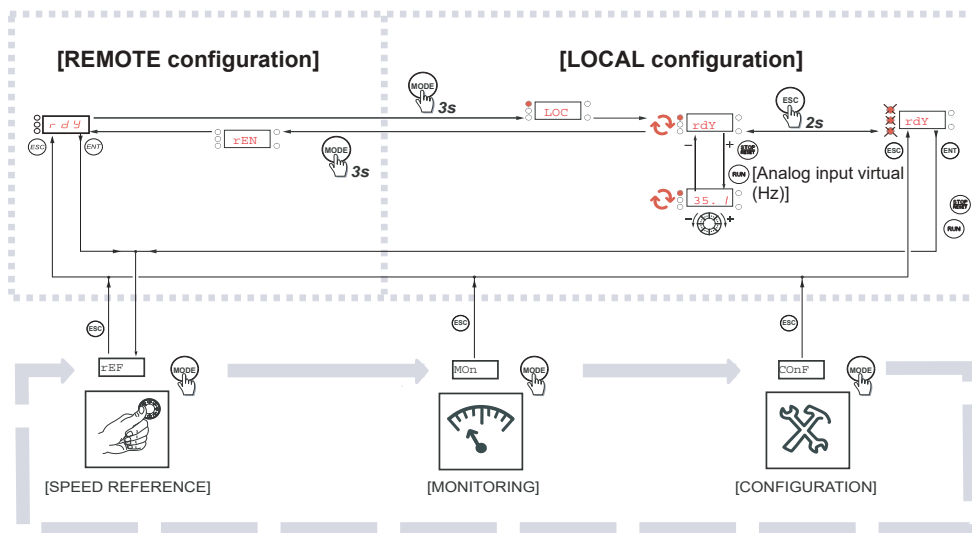 [REMOTE configuration]
[LOCAL configuration]
MODE
3s
ESC
2s
rdY
LOC
rdY
rdY
rEN
MODE
3s
ESC
ENT
STOP
RESET
ESC
ENT
RUN
[Analog input virtual
(Hz)]
- +
35. 1
- +
STOP
RESET
RUN
ESC
ESC
ESC
rEF
MODE
MOn
MODE
COnF
MODE
[SPEED REFERENCE]
[MONITORING]
[CONFIGURATION]